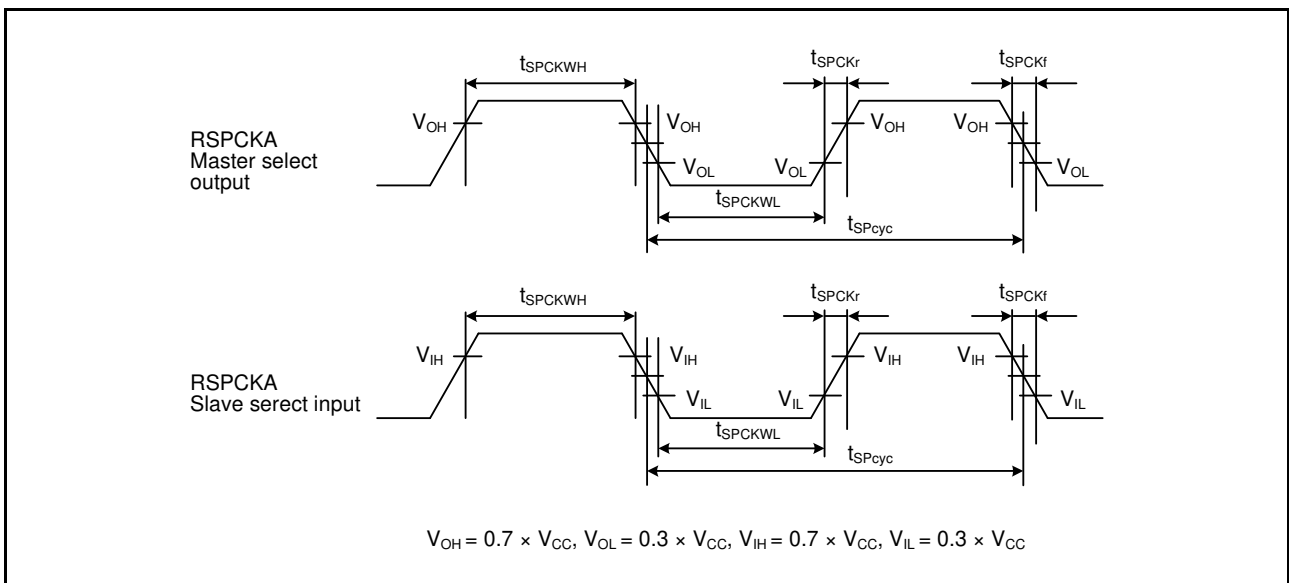 tSPCKWH
tSPCKr
tSPCKf
VOH
VOH
VOH
VOH
RSPCKA
Master select
output
VOL
VOL
VOL
tSPCKWL
tSPcyc
tSPCKWH
tSPCKr
tSPCKf
VIH
VIH
VIH
VIH
RSPCKA
Slave serect input
VIL
VIL
VIL
tSPCKWL
tSPcyc
VOH = 0.7 × VCC, VOL = 0.3 × VCC, VIH = 0.7 × VCC, VIL = 0.3 × VCC